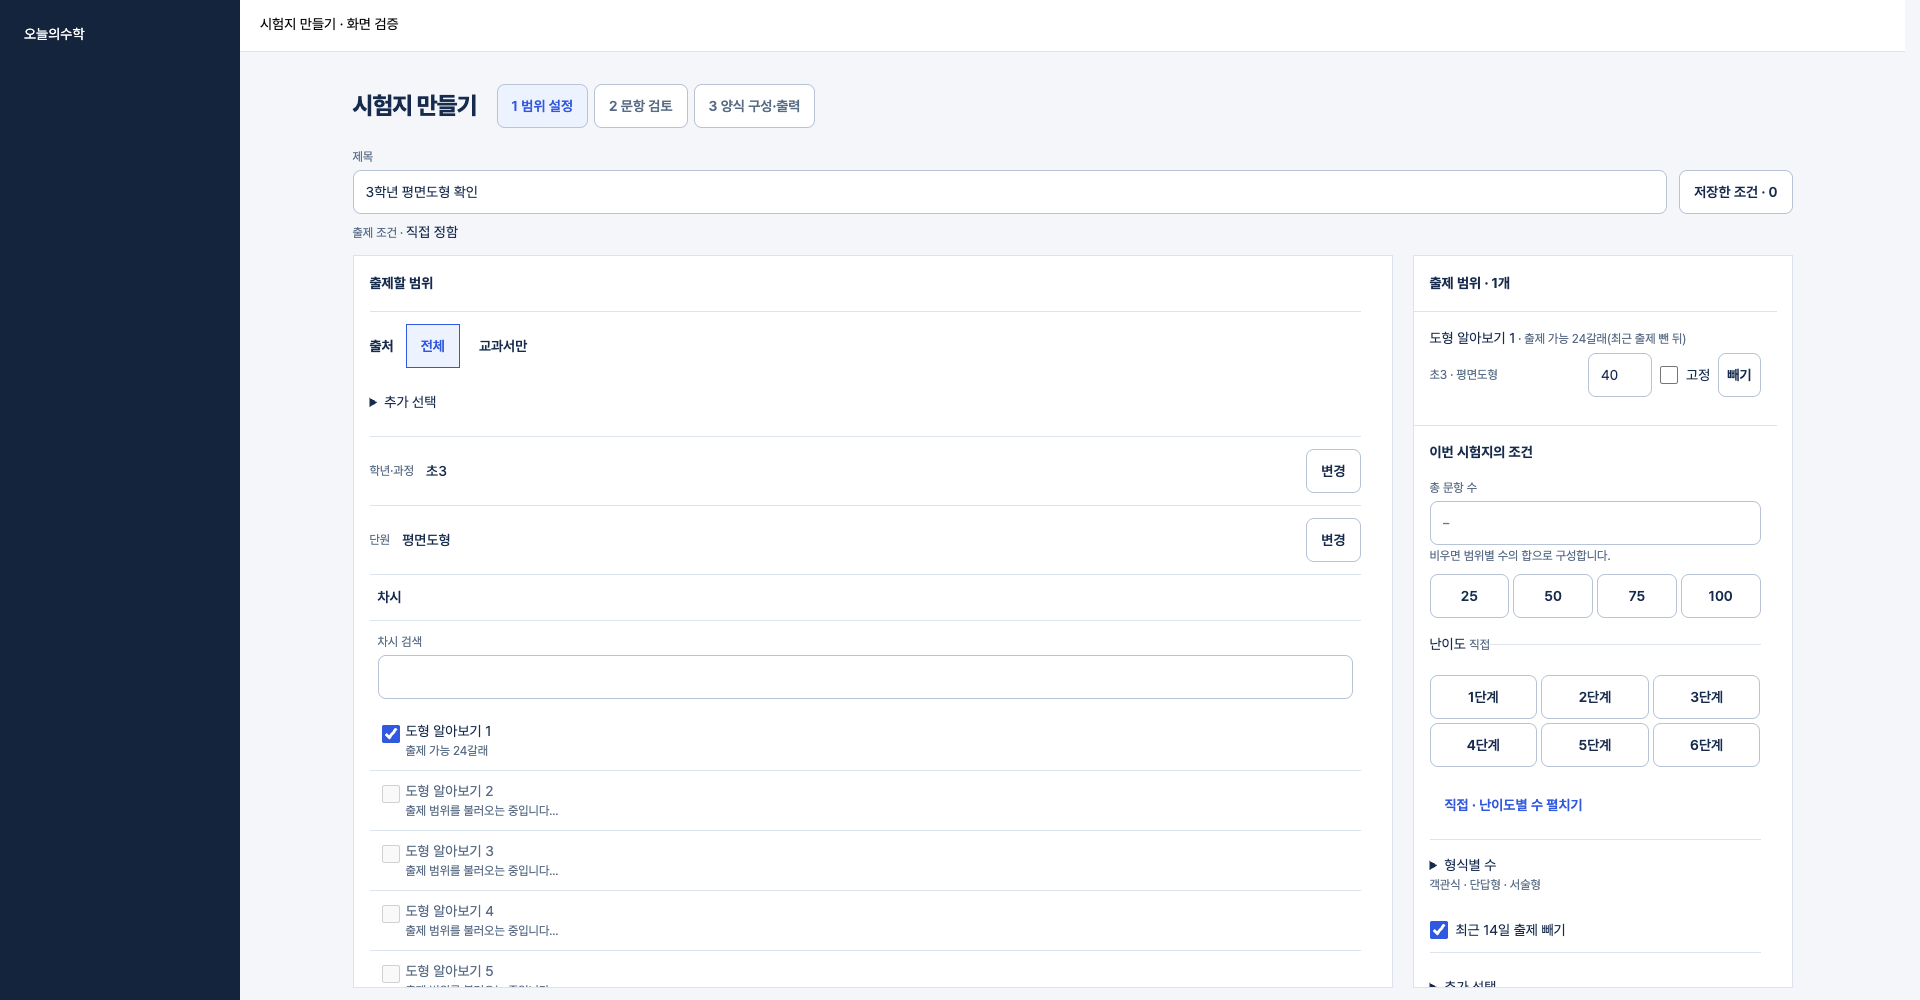 오늘의수학
시험지 만들기 · 화면 검증
시험지 만들기
1 범위 설정
2 문항 검토
3 양식 구성·출력
제목
3학년 평면도형 확인
저장한 조건 · 0
출제 조건 · 직접 정함
출제할 범위
출처
전체
교과서만
▶ 추가 선택
학년·과정 초3
변경
단원 평면도형
변경
차시
차시 검색
도형 알아보기 1
출제 가능 24갈래
도형 알아보기 2
출제 범위를 불러오는 중입니다...
도형 알아보기 3
출제 범위를 불러오는 중입니다...
도형 알아보기 4
출제 범위를 불러오는 중입니다...
도형 알아보기 5
출제 범위 · 1개
도형 알아보기 1 · 출제 가능 24갈래(최근 출제 뺀 뒤)
초3 · 평면도형
40
고정
빼기
이번 시험지의 조건
총 문항 수
–
비우면 범위별 수의 합으로 구성합니다.
25
50
75
100
난이도 직접
1단계
2단계
3단계
4단계
5단계
6단계
직접 · 난이도별 수 펼치기
▶ 형식별 수
객관식 · 단답형 · 서술형
최근 14일 출제 빼기
▶ 추가 선택